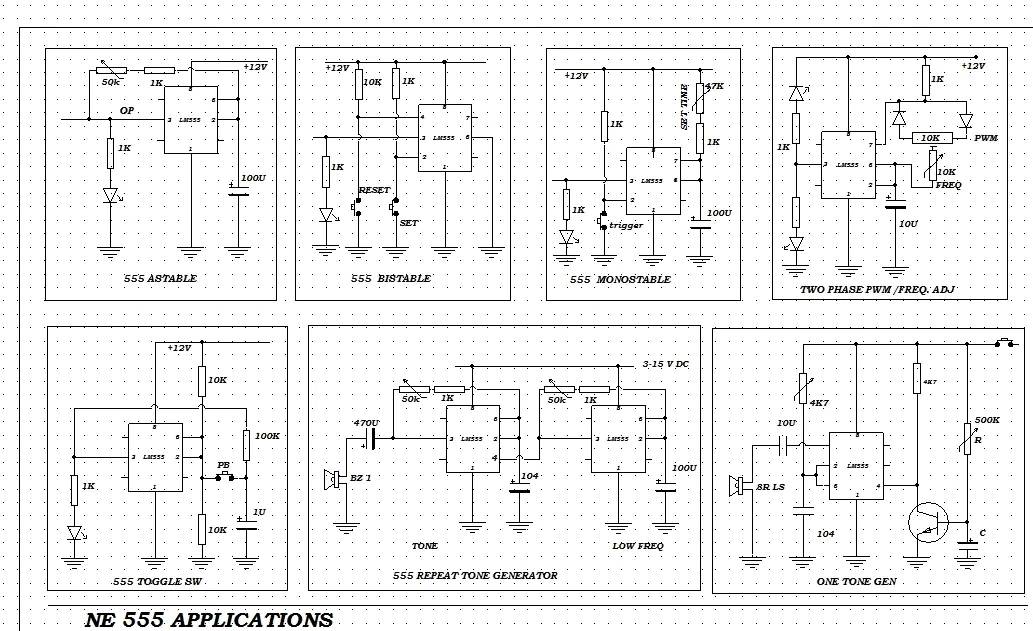 50k
1K
+12V
OP
8
6
3 LM555 2
1K
1
100U
555 ASTABLE
+12V
10K
1K
8
4
7
3 LM555 6
2
1K
1
RESET
SET
555 BISTABLE
+12V
SET TIME
47K
1K
1K
8
7
3 LM555 6
1K
2
1
trigger
100U
555 MONOSTABLE
+12V
1K
8
10K
PWM
1K
7
3 LM555 6
10K
FREQ
2
1
10U
TWO PHASE PWM /FREQ. ADJ
+12V
10K
8
6
100K
3 LM555 2
PB
1K
1
1U
10K
555 TOGGLE SW
3-15 V DC
50k
1K
50k
1K
8
8
470U
6
6
3 LM555 2
3 LM555 2
4
BZ 1
1
104
1
100U
TONE
LOW FREQ
555 REPEAT TONE GENERATOR
4K7
4K7
10U
500K
R
8
2 LM555
8R LS
6
4
1
104
C
ONE TONE GEN
NE 555 APPLICATIONS